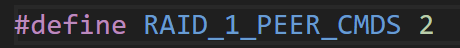 #define RAID_1_PEER_CMDS 2